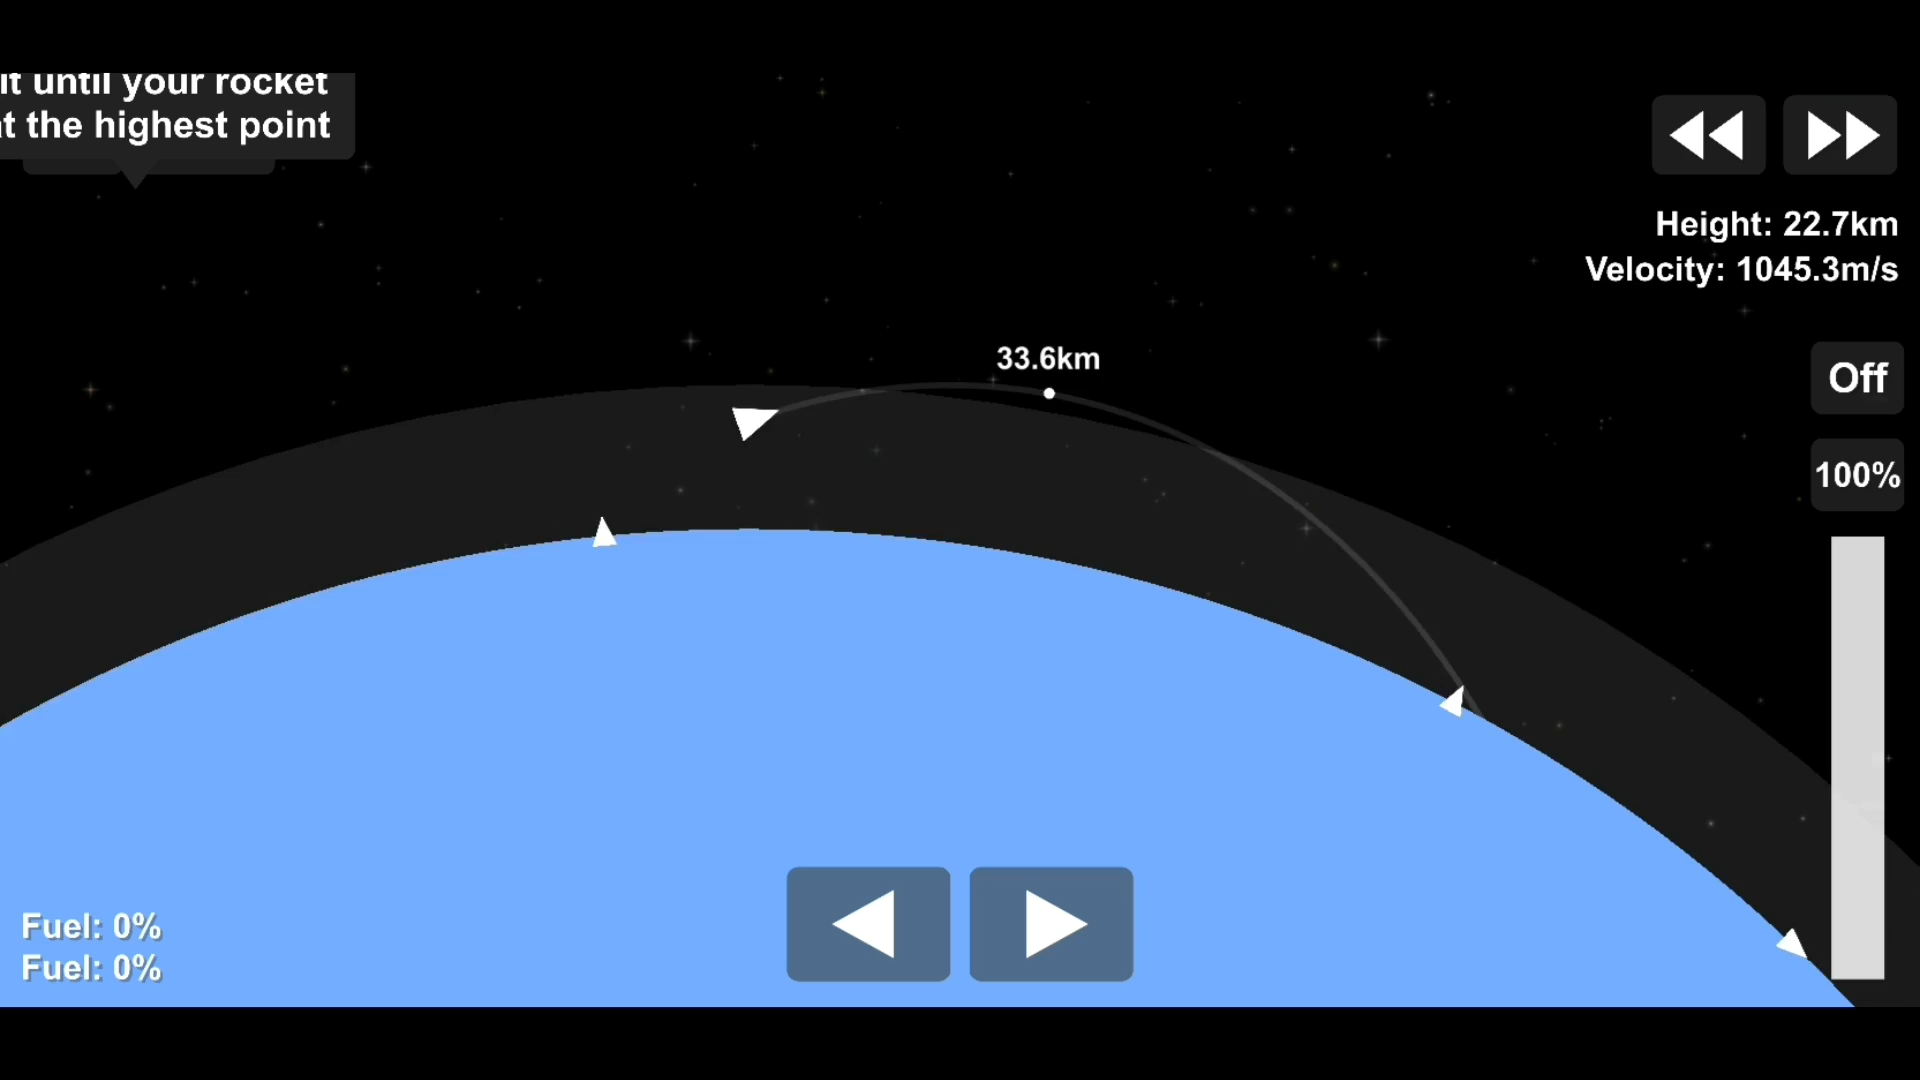 it until your rocket
at the highest point
Height: 22.7km
Velocity: 1045.3m/s
33.6km
Off
100%
Fuel: 0%
Fuel: 0%